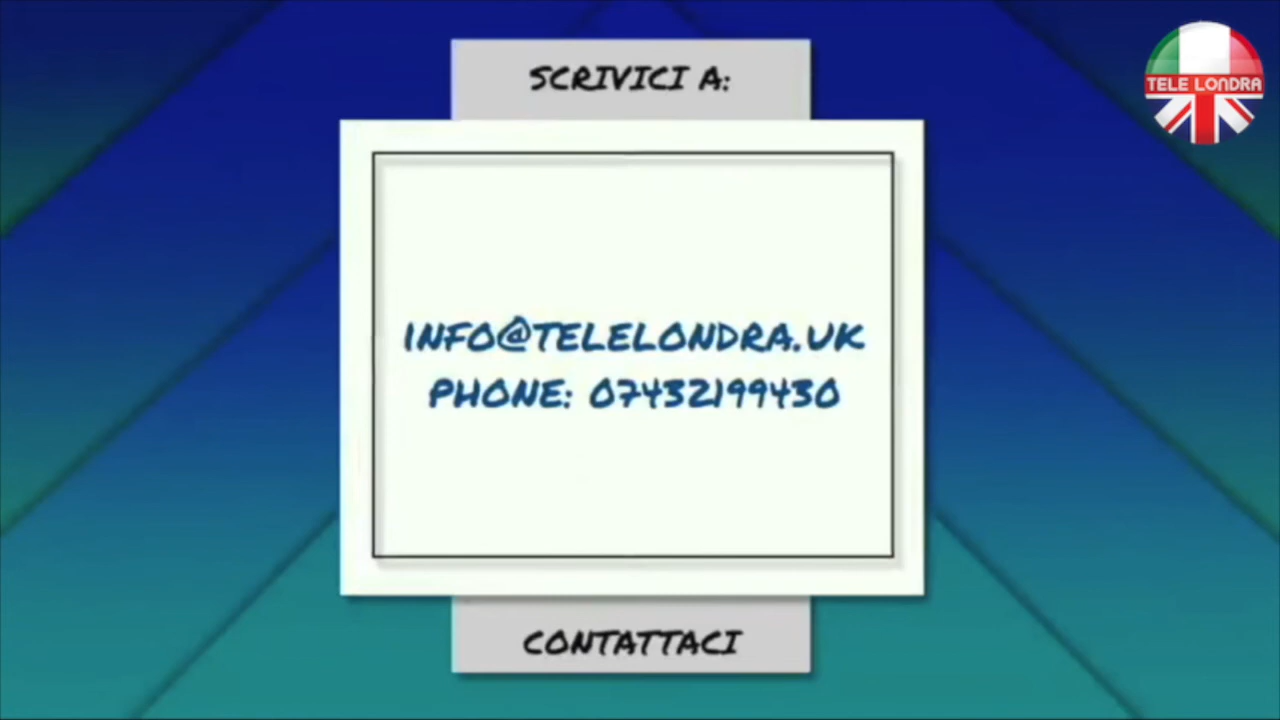 SCRIVICI A:
TELE LONDRA
INFO@TELELONDRA.UK
PHONE: 07432199430
CONTATTACI